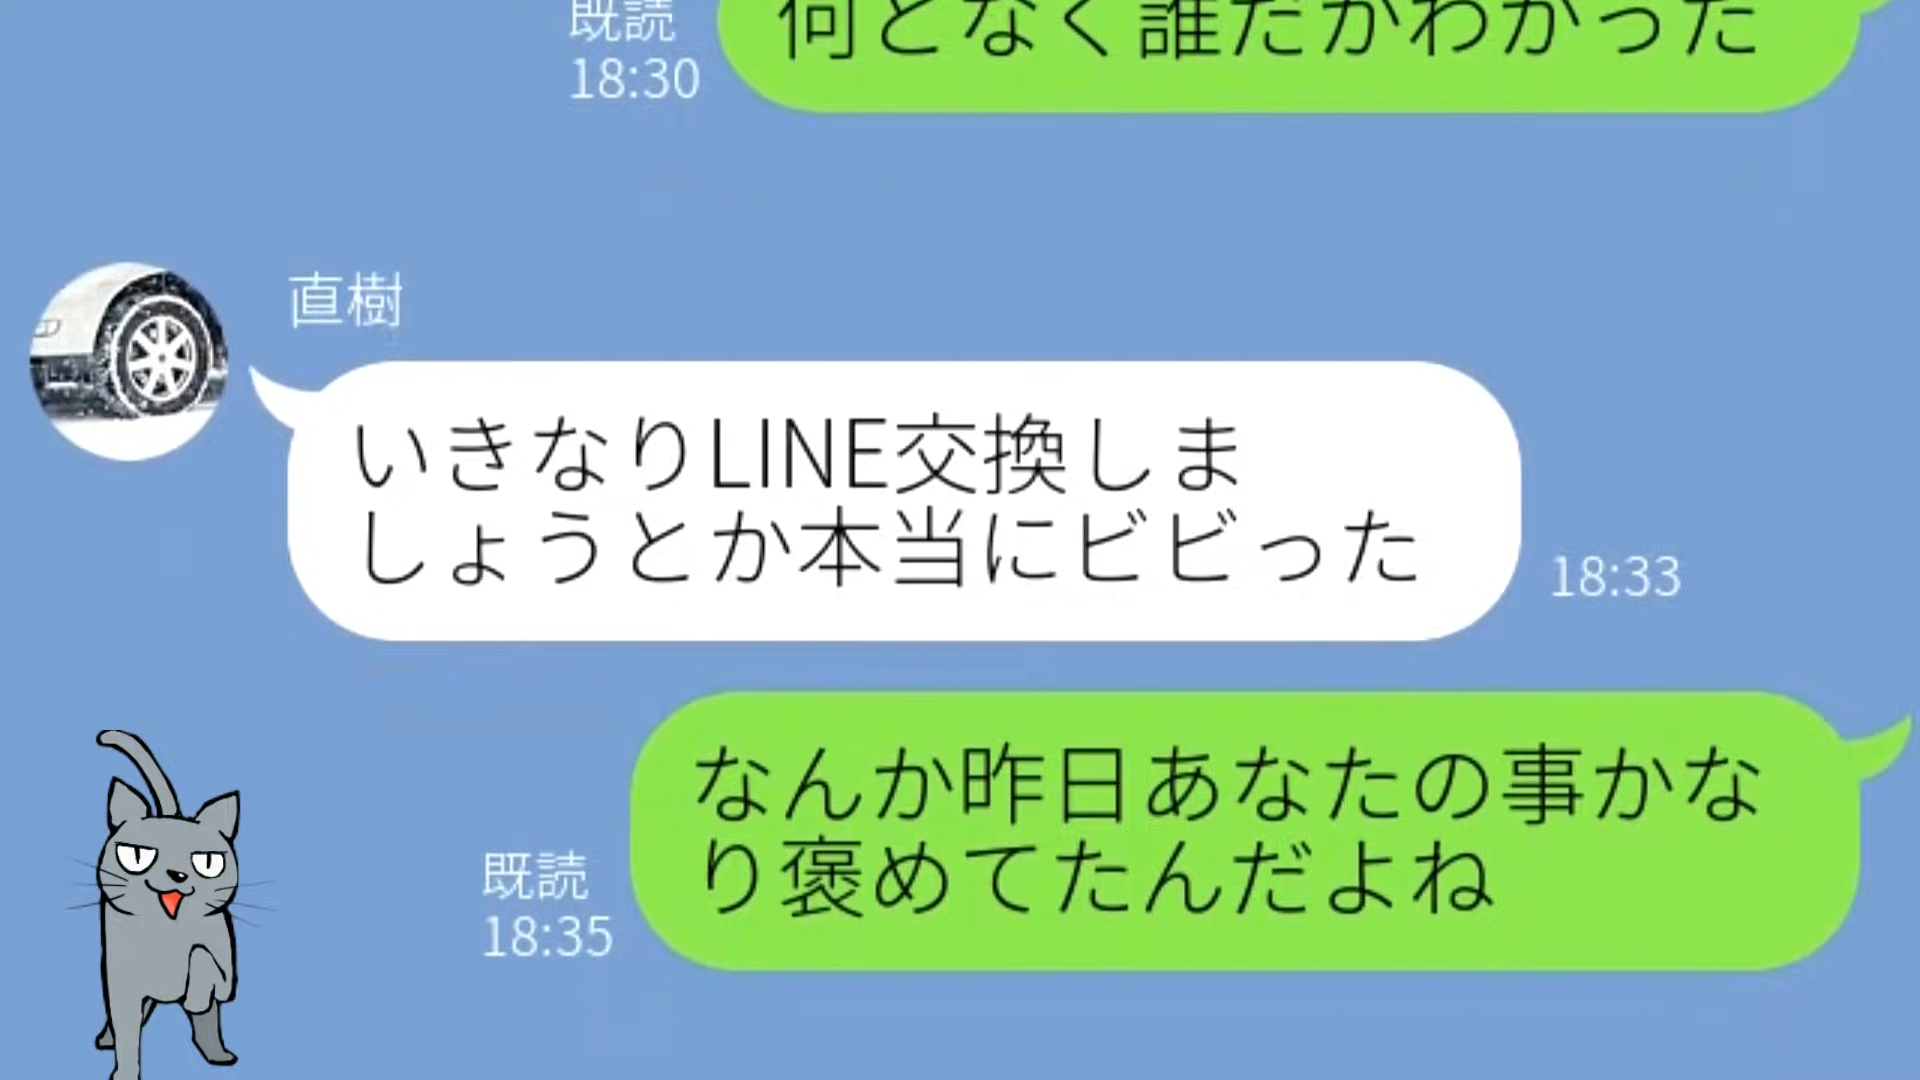 何となく誰だかわかった
既読
18:30
直樹
いきなりLINE交換しま
しょうとか本当にビビった
18:33
なんか昨日あなたの事かな
り褒めてたんだよね
既読
18:35